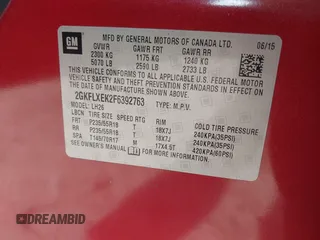 GM
MFD BY GENERAL MOTORS OF CANADA LTD.
06/15
GVWR GAWR FRT GAWR RR
2300 KG 1175 KG 1240 KG
5070 LB 2590 LB 2733 LB
THIS VEHICLE CONFORMS TO ALL APPLICABLE U.S. FEDERAL MOTOR
VEHICLE SAFETY, BUMPER, AND THEFT PREVENTION STANDARDS IN
EFFECT ON THE DATE OF MANUFACTURE SHOWN ABOVE.
2GKFLXEK2F6392763 TYPE: M.P.V.
MODEL: LH26
LOCN TIRE SIZE SPEED RTG RIM COLD TIRE PRESSURE
FRT P235/55R18 T 18X7J 240KPA(35PSI)
RR P235/55R18 T 18X7J 240KPA(35PSI)
SPA T145/70R17 M 17X4.5T 420KPA(60PSI)
SEE OWNER'S MANUAL FOR MORE INFORMATION.
DREAMBID